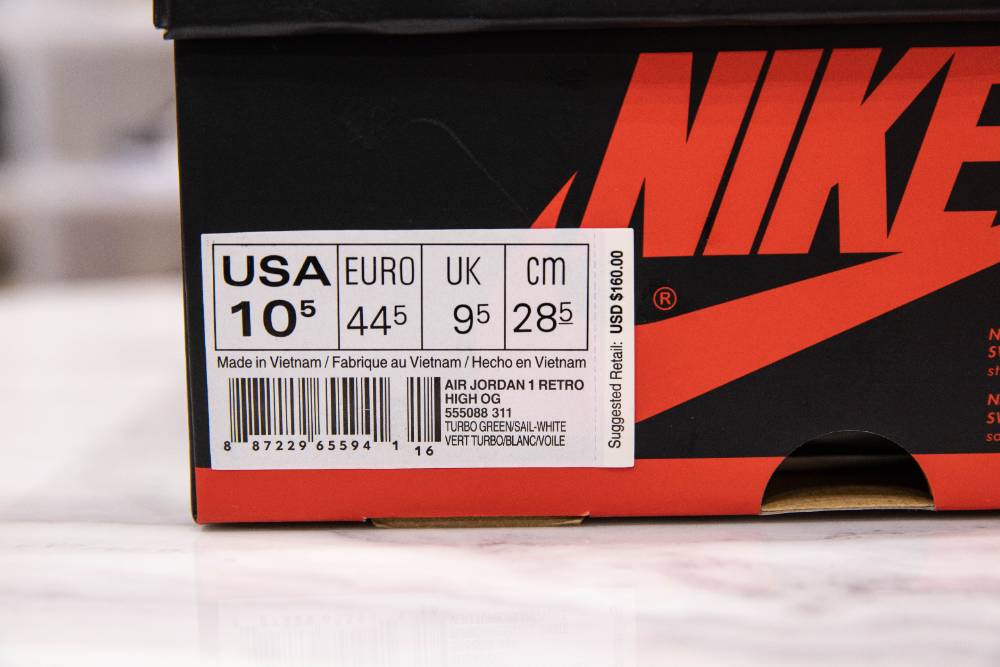 NIKE
®
USA EURO UK cm
10⁵ 44⁵ 9⁵ 28⁵
Made in Vietnam / Fabrique au Vietnam / Hecho en Vietnam
AIR JORDAN 1 RETRO
HIGH OG
555088 311
TURBO GREEN/SAIL-WHITE
VERT TURBO/BLANC/VOILE
8 87229 65594 1 16
Suggested Retail: USD $160.00